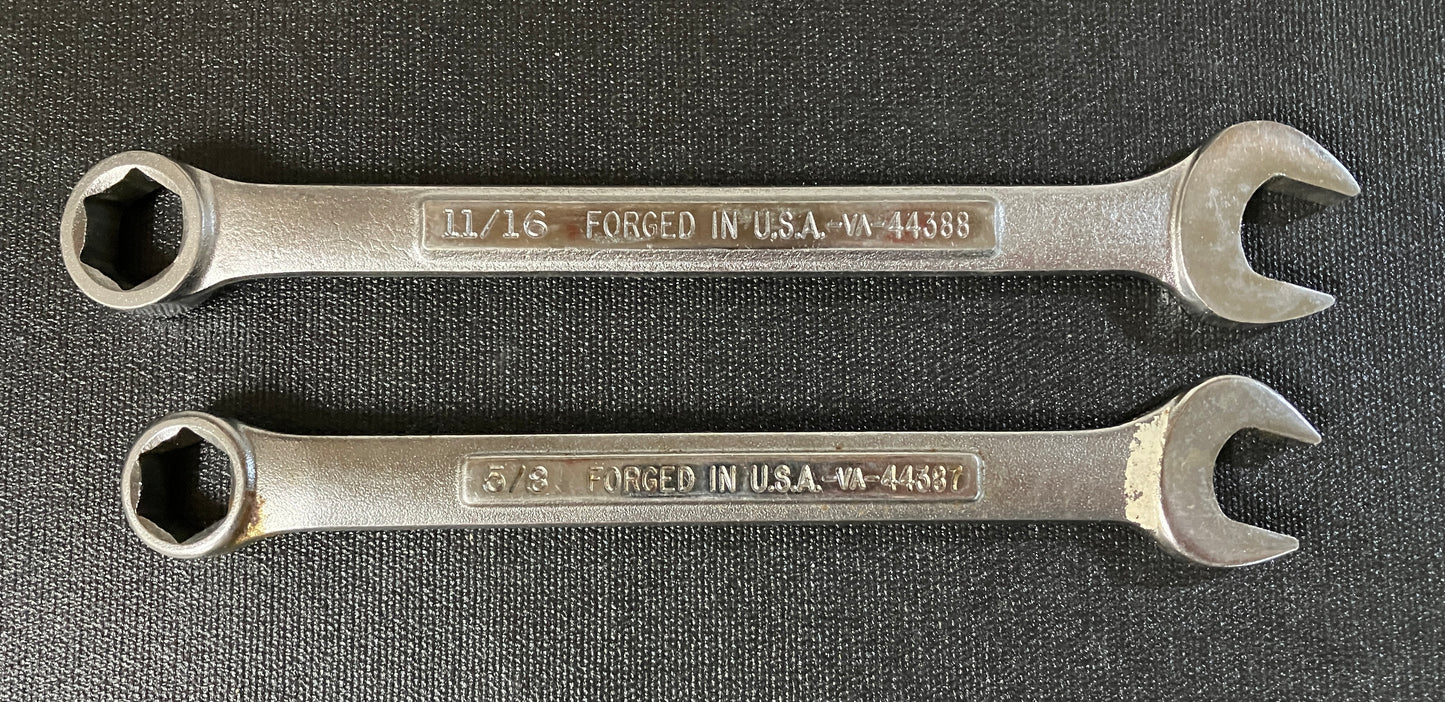 11/16 FORGED IN U.S.A.-VA-44388
5/8 FORGED IN U.S.A.-VA-44387